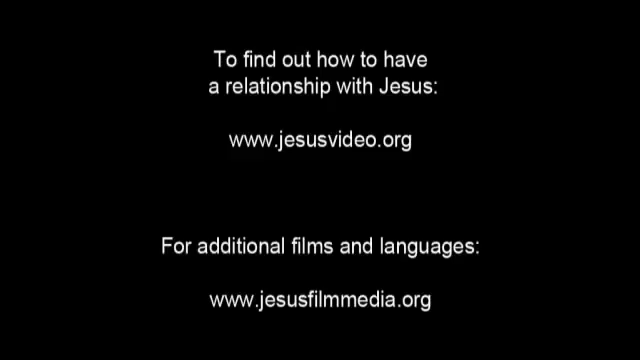 To find out how to have
a relationship with Jesus:
www.jesusvideo.org
For additional films and languages:
www.jesusfilmmedia.org